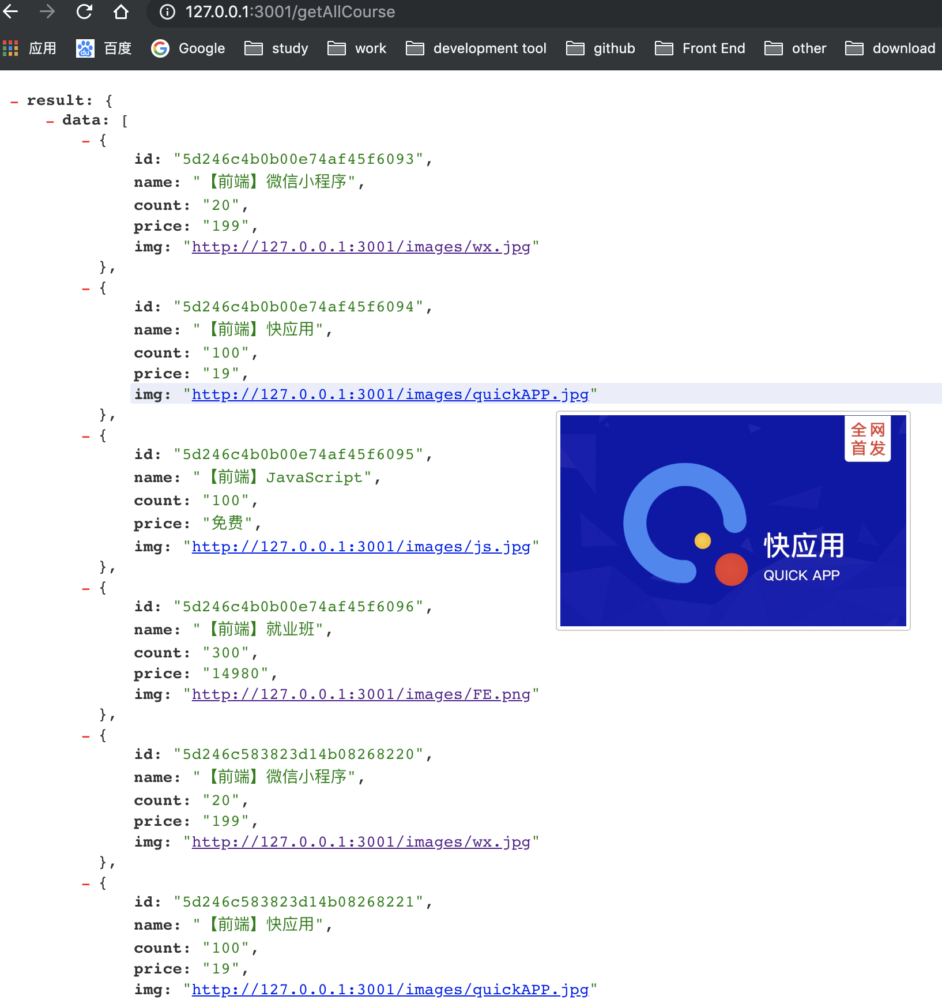 127.0.0.1:3001/getAllCourse
应用 百度 Google study work development tool github Front End other download
- result: {
- data: [
- {
id: "5d246c4b0b00e74af45f6093",
name: "【前端】微信小程序",
count: "20",
price: "199",
img: "http://127.0.0.1:3001/images/wx.jpg"
},
- {
id: "5d246c4b0b00e74af45f6094",
name: "【前端】快应用",
count: "100",
price: "19",
img: "http://127.0.0.1:3001/images/quickAPP.jpg"
},
- {
id: "5d246c4b0b00e74af45f6095",
name: "【前端】JavaScript",
count: "100",
price: "免费",
img: "http://127.0.0.1:3001/images/js.jpg"
},
- {
id: "5d246c4b0b00e74af45f6096",
name: "【前端】就业班",
count: "300",
price: "14980",
img: "http://127.0.0.1:3001/images/FE.png"
},
- {
id: "5d246c583823d14b08268220",
name: "【前端】微信小程序",
count: "20",
price: "199",
img: "http://127.0.0.1:3001/images/wx.jpg"
},
- {
id: "5d246c583823d14b08268221",
name: "【前端】快应用",
count: "100",
price: "19",
img: "http://127.0.0.1:3001/images/quickAPP.jpg"
全网
首发
快应用
QUICK APP